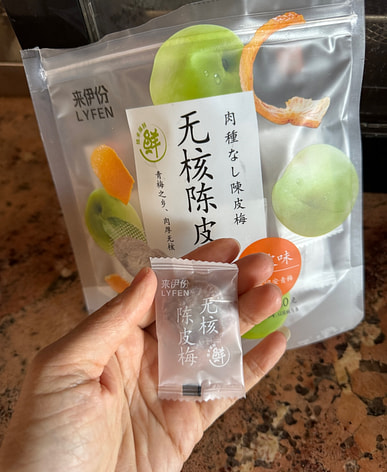 来伊份
LYFEN
鲜
肉種なし陳皮梅
无核陈皮
青梅之乡·肉厚无核
味
来伊份
LYFEN
无核
陈皮梅
鲜